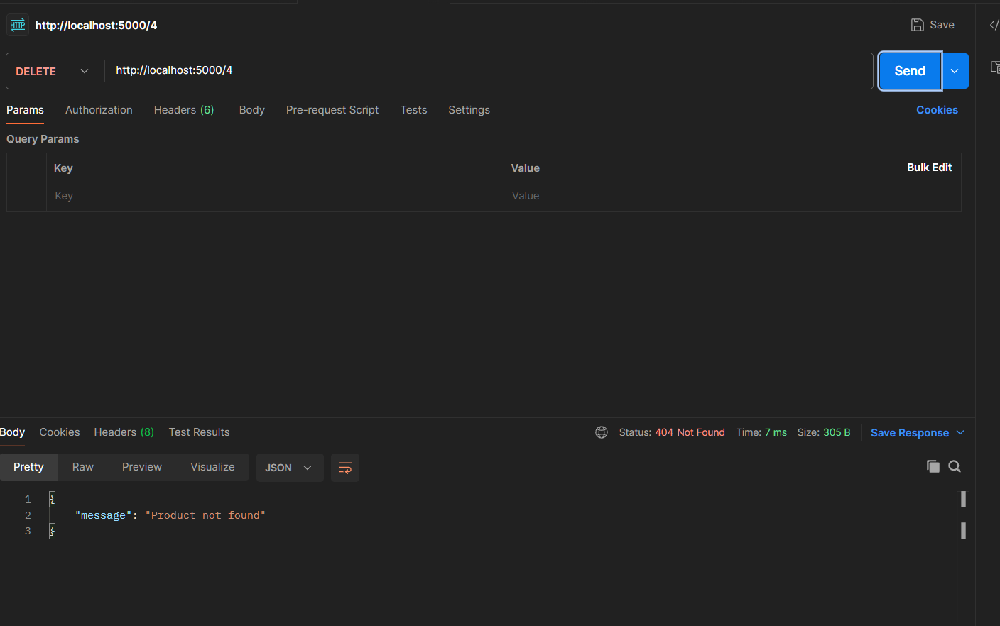 HTTP http://localhost:5000/4 Save
DELETE http://localhost:5000/4 Send
Params Authorization Headers (6) Body Pre-request Script Tests Settings Cookies
Query Params
Key Value Bulk Edit
Key Value
Body Cookies Headers (8) Test Results Status: 404 Not Found Time: 7 ms Size: 305 B Save Response
Pretty Raw Preview Visualize JSON
1 {
2 "message": "Product not found"
3 }